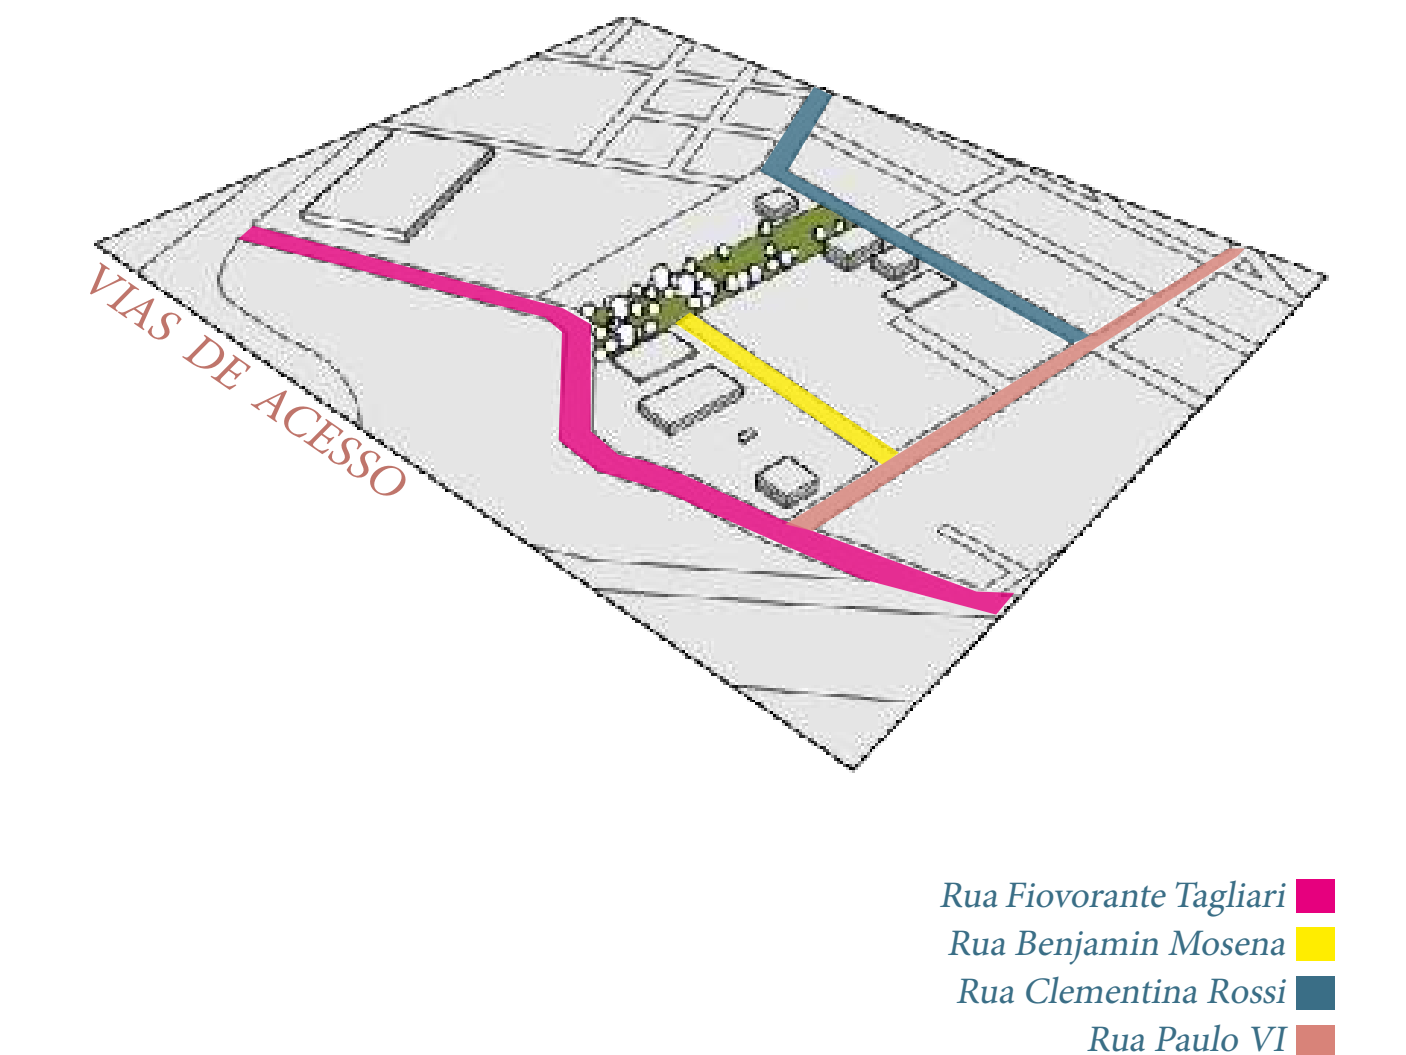 VIAS DE ACESSO
Rua Fiovorante Tagliari
Rua Benjamin Mosena
Rua Clementina Rossi
Rua Paulo VI